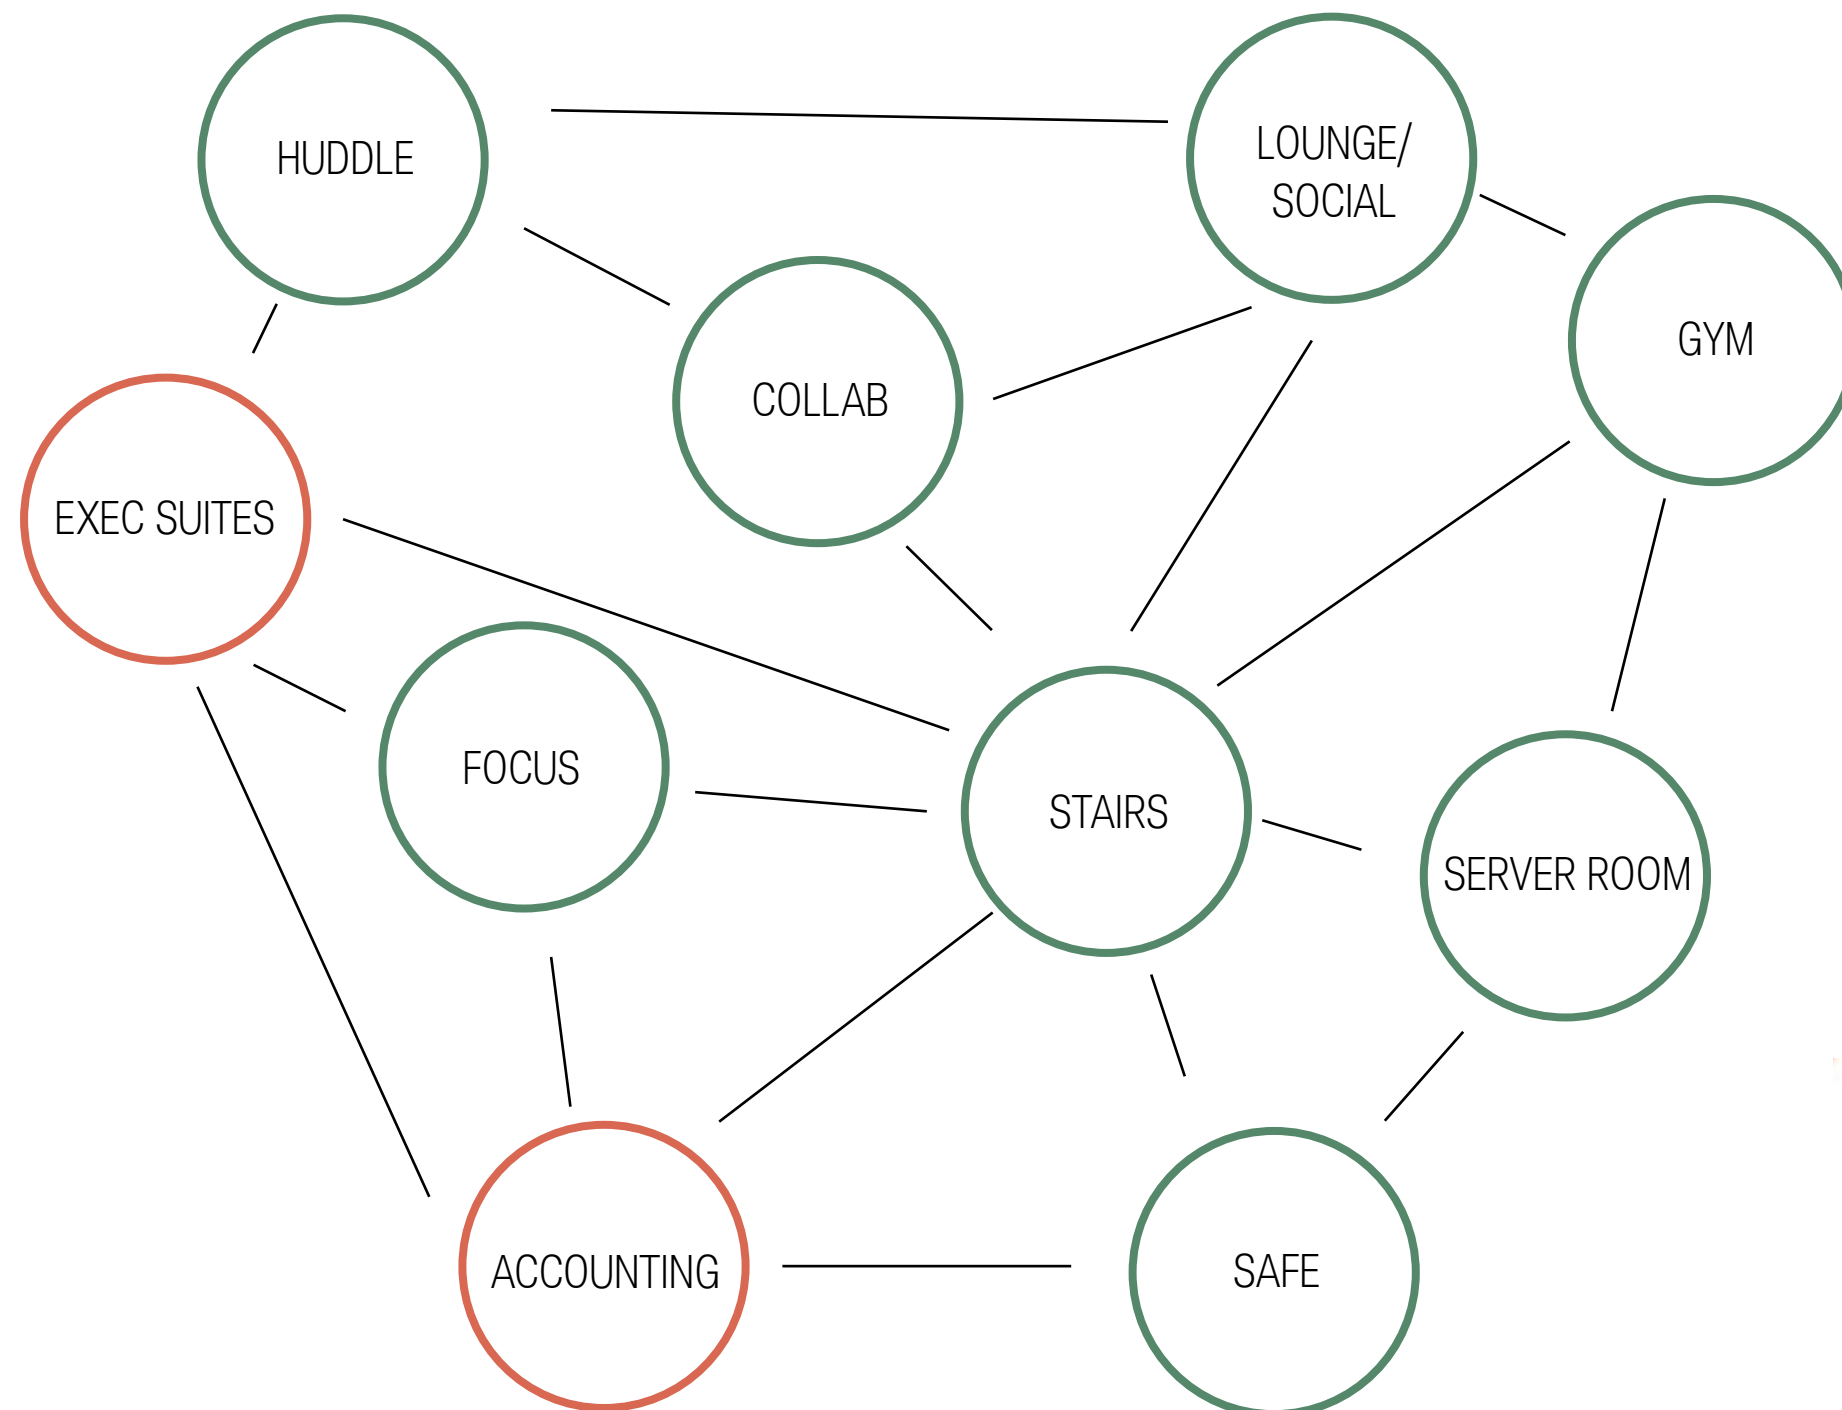 HUDDLE
LOUNGE/
SOCIAL
GYM
COLLAB
EXEC SUITES
FOCUS
STAIRS
SERVER ROOM
ACCOUNTING
SAFE